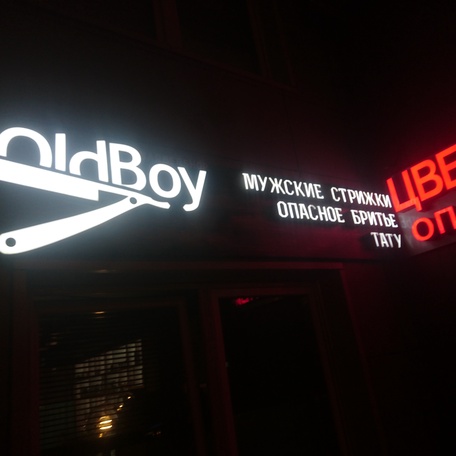 OldBoy
МУЖСКИЕ СТРИЖКИ
ОПАСНОЕ БРИТЬЕ
ТАТУ
ЦВЕ
ОП